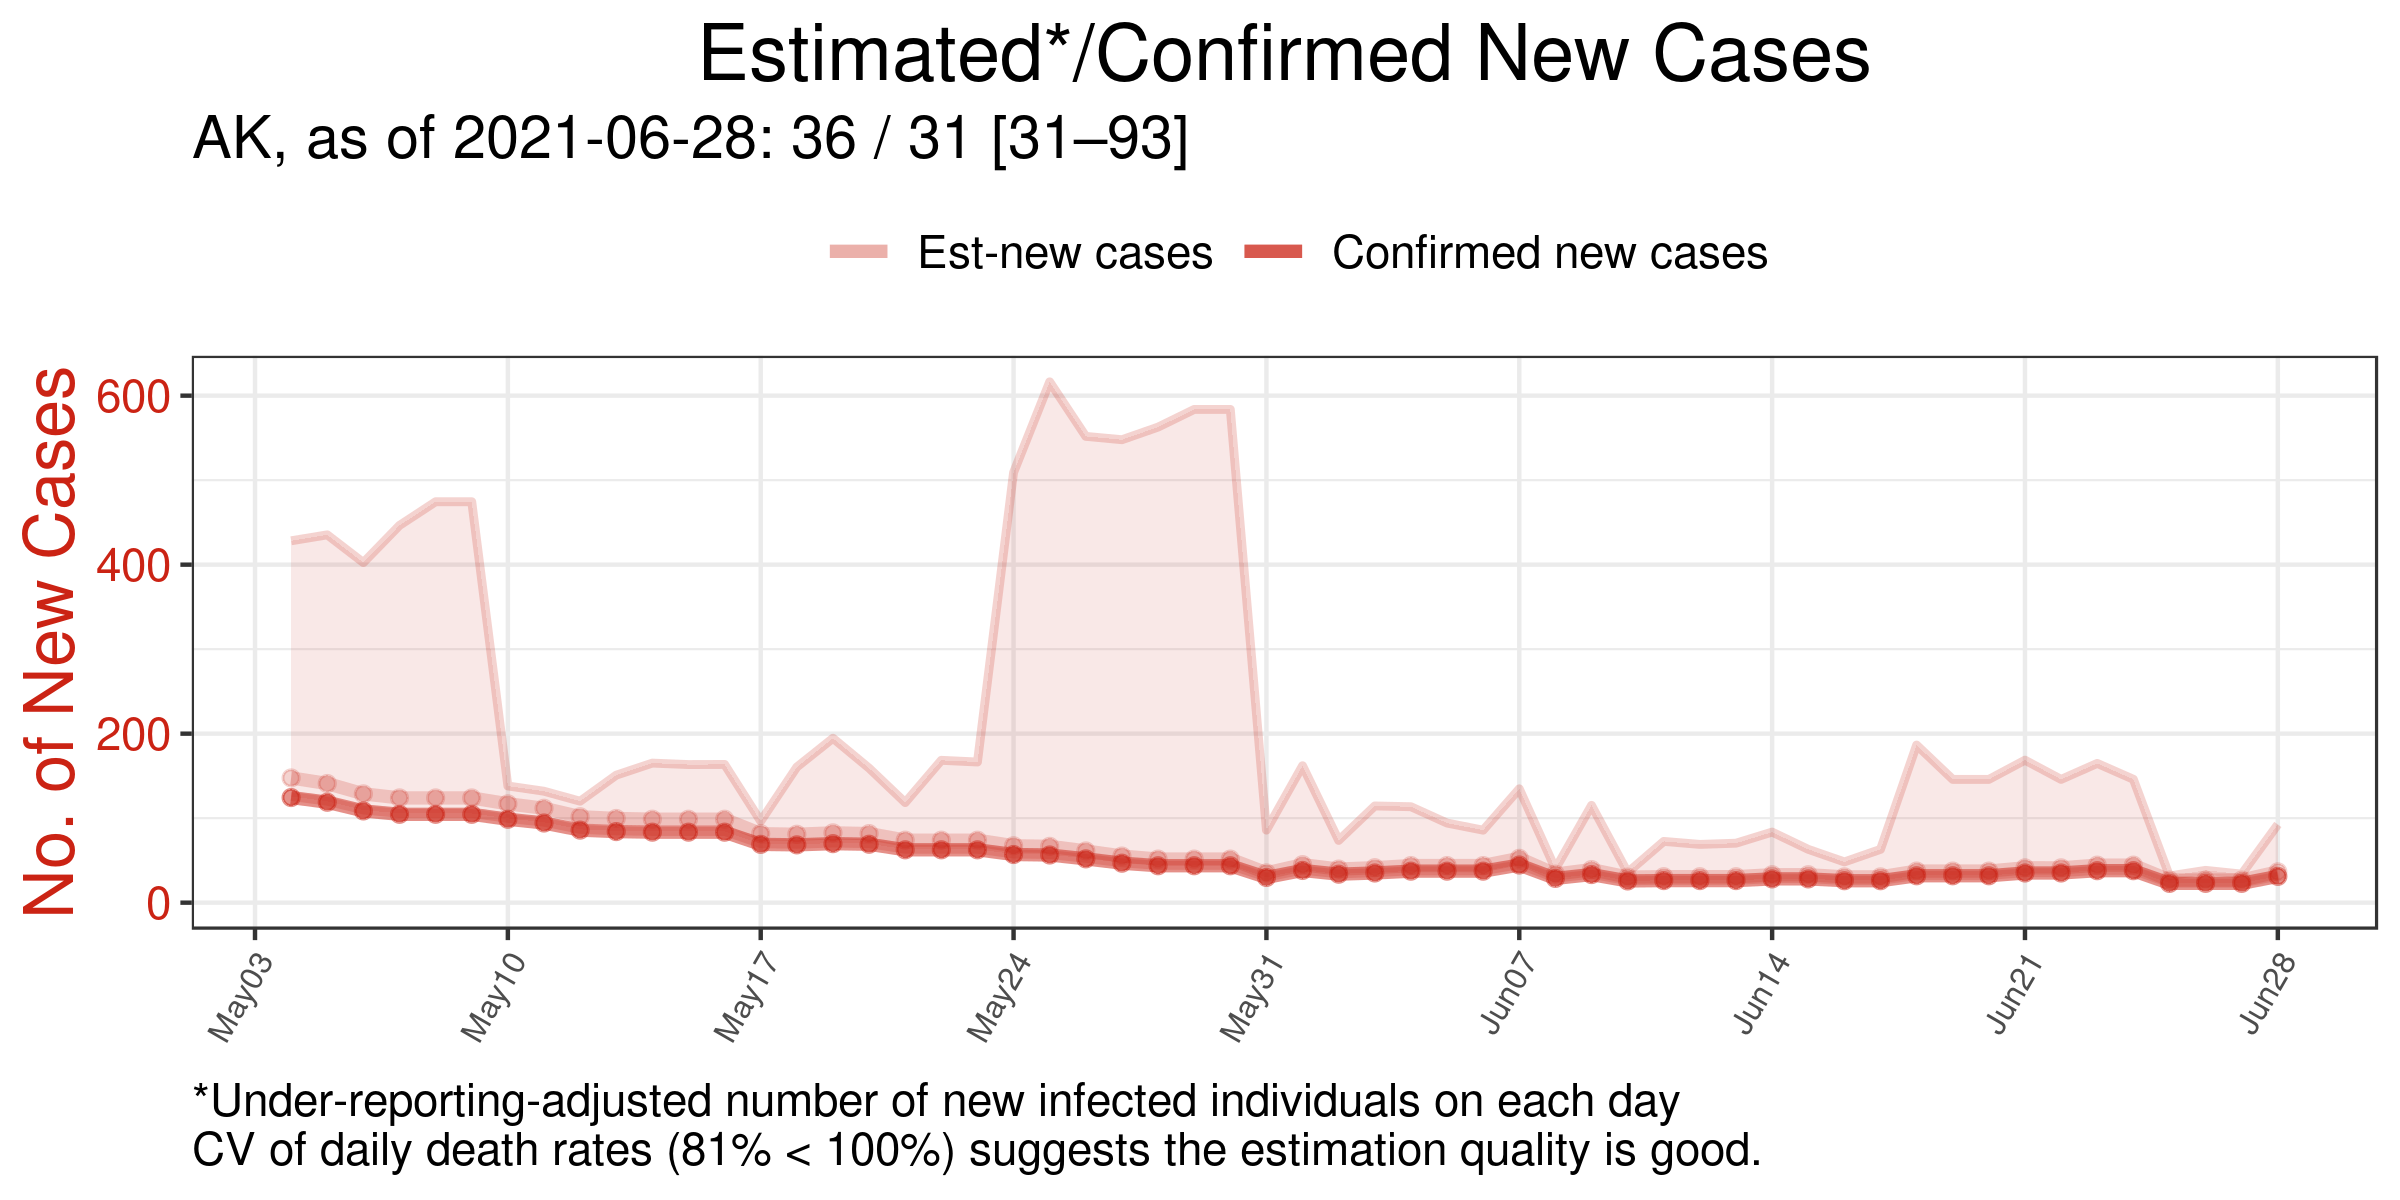 Estimated*/Confirmed New Cases
AK, as of 2021-06-28: 36 / 31 [31–93]
Est-new cases
Confirmed new cases
No. of New Cases
600
400
200
0
May03
May10
May17
May24
May31
Jun07
Jun14
Jun21
Jun28
*Under-reporting-adjusted number of new infected individuals on each day
CV of daily death rates (81% < 100%) suggests the estimation quality is good.